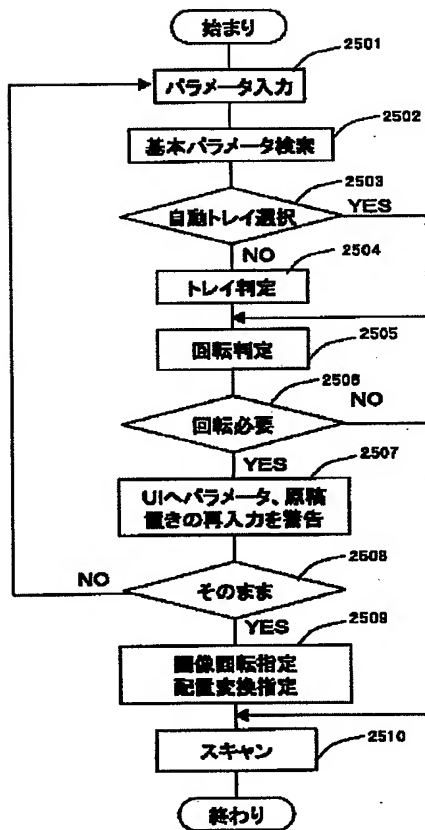 始まり
2501
パラメータ入力
2502
基本パラメータ検索
2503
自動トレイ選択
YES
NO
2504
トレイ判定
2505
回転判定
2506
回転必要
NO
YES
2507
UIへパラメータ、原稿
置きの再入力を警告
2508
そのまま
NO
YES
2509
画像回転指定
配置変換指定
2510
スキャン
終わり